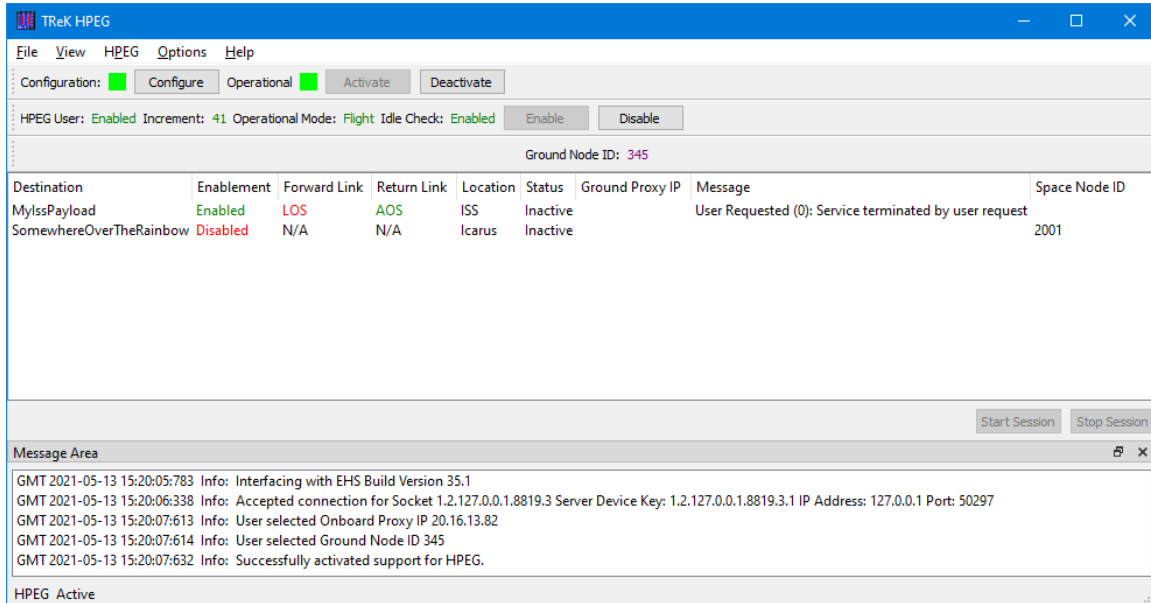 TReK HPEG
File View HPEG Options Help
Configuration: Configure Operational Activate Deactivate
HPEG User: Enabled Increment: 41 Operational Mode: Flight Idle Check: Enabled Enable Disable
Ground Node ID: 345
Destination Enablement Forward Link Return Link Location Status Ground Proxy IP Message Space Node ID
MyIssPayload Enabled LOS AOS ISS Inactive User Requested (0): Service terminated by user request
SomewhereOverTheRainbow Disabled N/A N/A Icarus Inactive 2001
Start Session Stop Session
Message Area
GMT 2021-05-13 15:20:05:783 Info: Interfacing with EHS Build Version 35.1
GMT 2021-05-13 15:20:06:338 Info: Accepted connection for Socket 1.2.127.0.0.1.8819.3 Server Device Key: 1.2.127.0.0.1.8819.3.1 IP Address: 127.0.0.1 Port: 50297
GMT 2021-05-13 15:20:07:613 Info: User selected Onboard Proxy IP 20.16.13.82
GMT 2021-05-13 15:20:07:614 Info: User selected Ground Node ID 345
GMT 2021-05-13 15:20:07:632 Info: Successfully activated support for HPEG.
HPEG Active